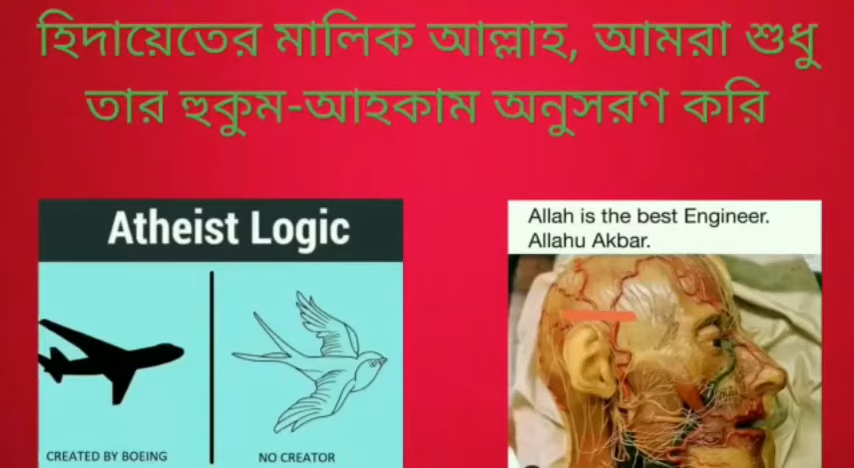 হিদায়েতের মালিক আল্লাহ, আমরা শুধু
তার হুকুম-আহকাম অনুসরণ করি
Atheist Logic
CREATED BY BOEING
NO CREATOR
Allah is the best Engineer.
Allahu Akbar.